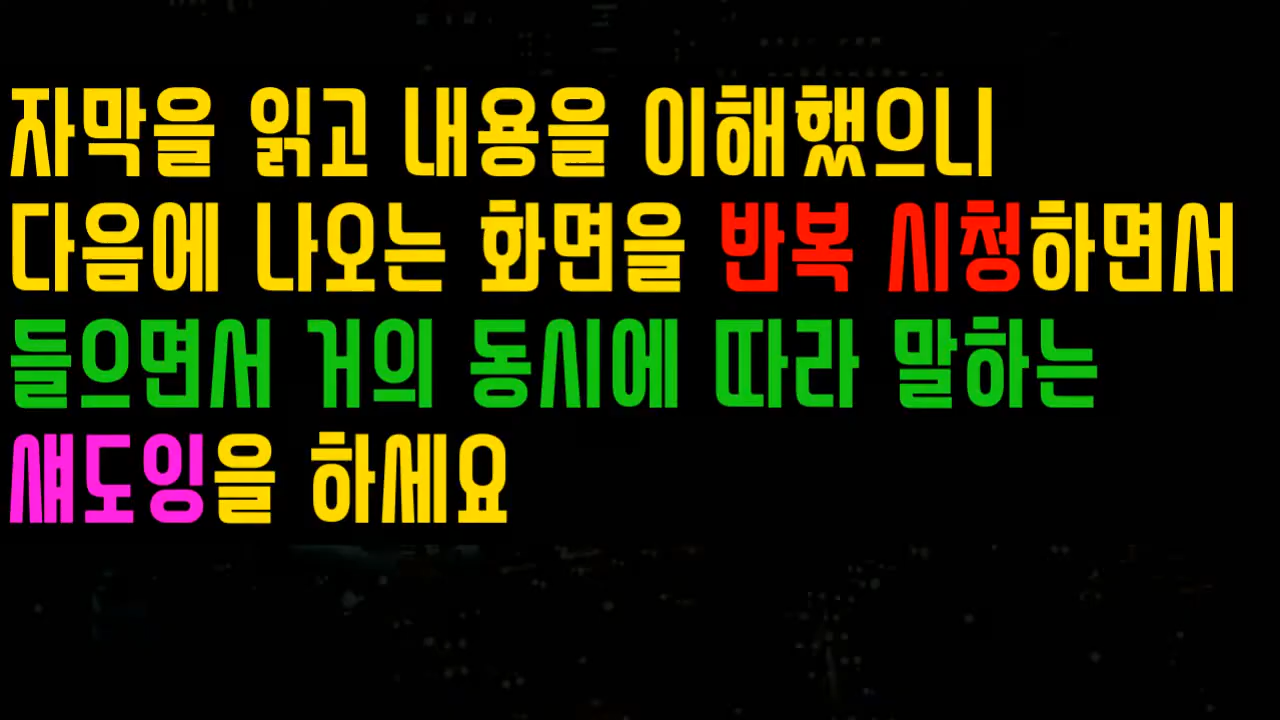 자막을 읽고 내용을 이해했으니
다음에 나오는 화면을 반복 시청하면서
들으면서 거의 동시에 따라 말하는
섀도잉을 하세요